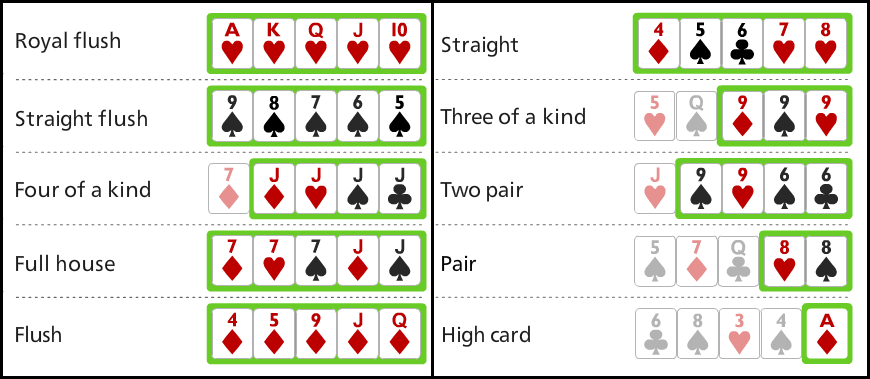 Royal flush A K Q J 10
Straight flush 9 8 7 6 5
Four of a kind 7 J J J J
Full house 7 7 7 J J
Flush 4 5 9 J Q
Straight 4 5 6 7 8
Three of a kind 5 Q 9 9 9
Two pair J 9 9 6 6
Pair 5 7 Q 8 8
High card 6 8 3 4 A